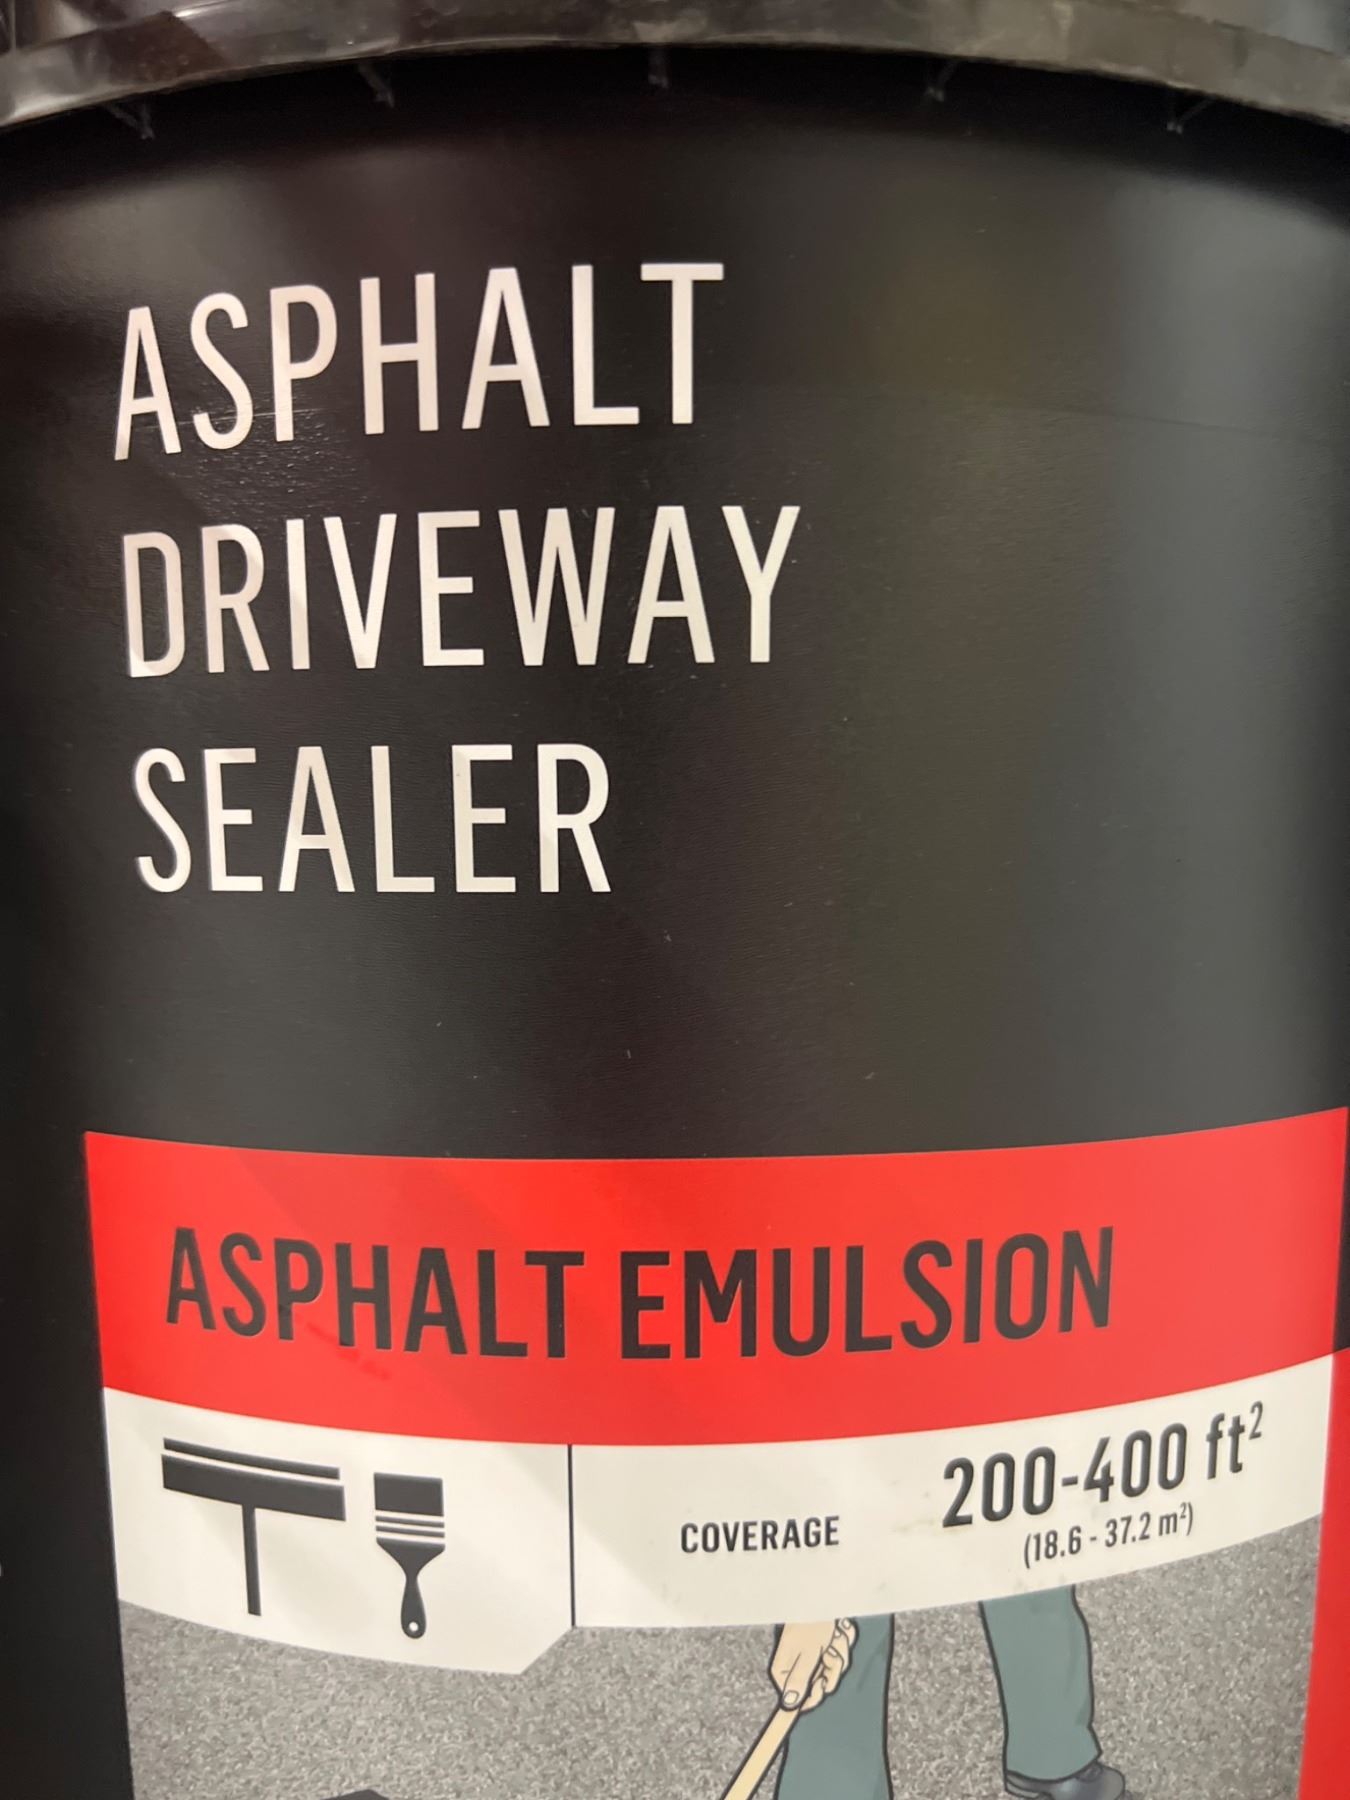 ASPHALT
DRIVEWAY
SEALER
ASPHALT EMULSION
COVERAGE 200-400 ft²
(18.6 - 37.2 m²)